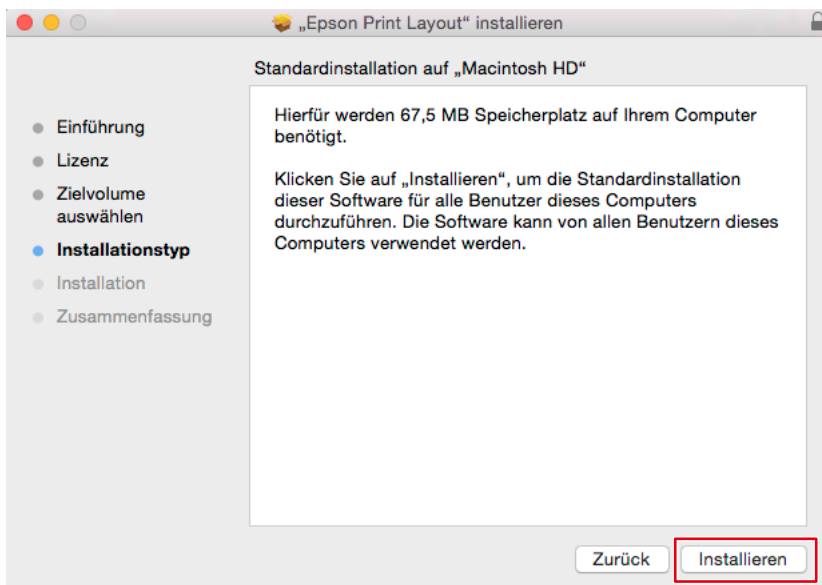 „Epson Print Layout“ installieren
Standardinstallation auf „Macintosh HD“
Einführung
Lizenz
Zielvolume
auswählen
Installationstyp
Installation
Zusammenfassung
Hierfür werden 67,5 MB Speicherplatz auf Ihrem Computer
benötigt.
Klicken Sie auf „Installieren“, um die Standardinstallation
dieser Software für alle Benutzer dieses Computers
durchzuführen. Die Software kann von allen Benutzern dieses
Computers verwendet werden.
Zurück
Installieren